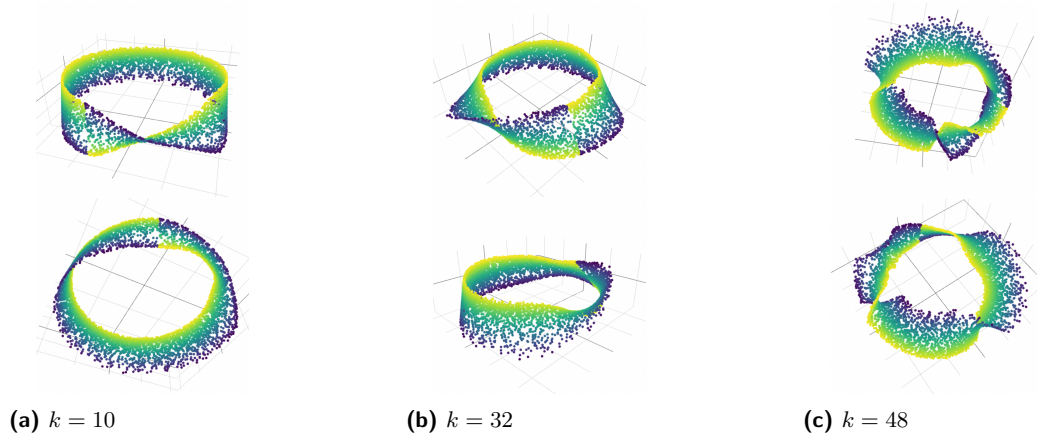 (a) k = 10
(b) k = 32
(c) k = 48